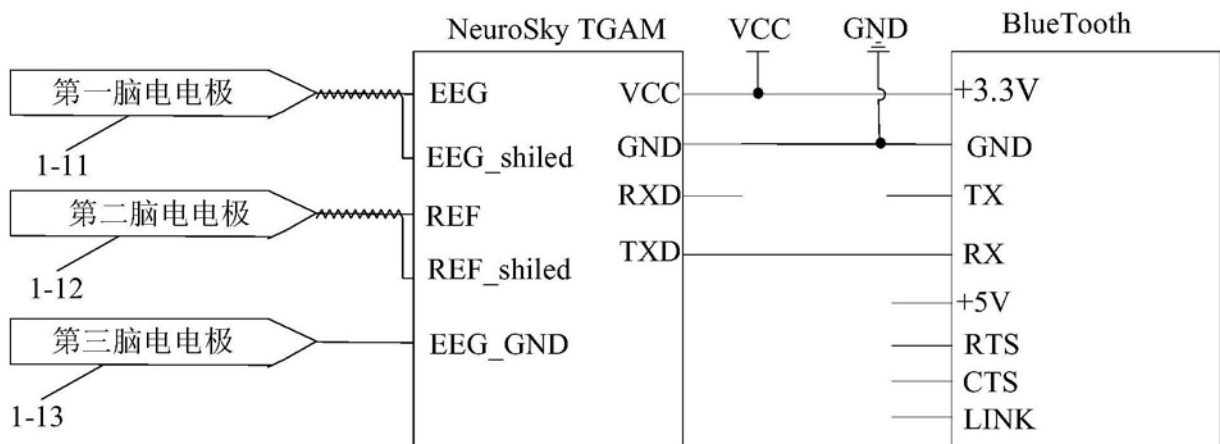 NeuroSky TGAM
VCC
GND
BlueTooth
第一脑电电极
1-11
第二脑电电极
1-12
第三脑电电极
1-13
EEG
EEG_shiled
REF
REF_shiled
EEG_GND
VCC
GND
RXD
TXD
+3.3V
GND
TX
RX
+5V
RTS
CTS
LINK